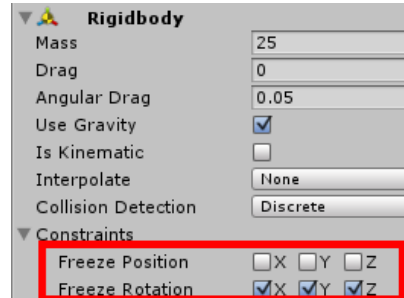 Rigidbody
Mass 25
Drag 0
Angular Drag 0.05
Use Gravity
Is Kinematic
Interpolate None
Collision Detection Discrete
Constraints
Freeze Position X Y Z
Freeze Rotation X Y Z